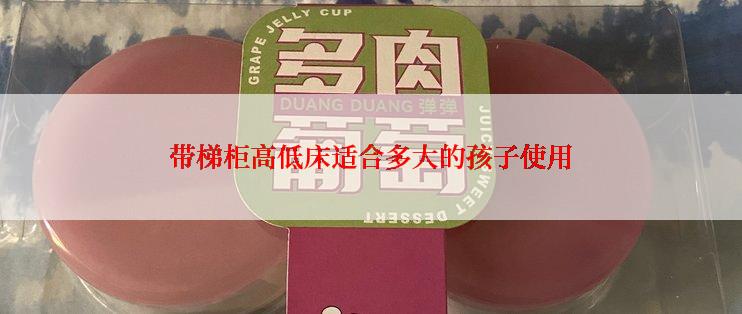 GRAPE JELLY CUP
多肉
DUANG DUANG 弹弹
葡萄
带梯柜高低床适合多大的孩子使用
JUICY SWEET DESSERT